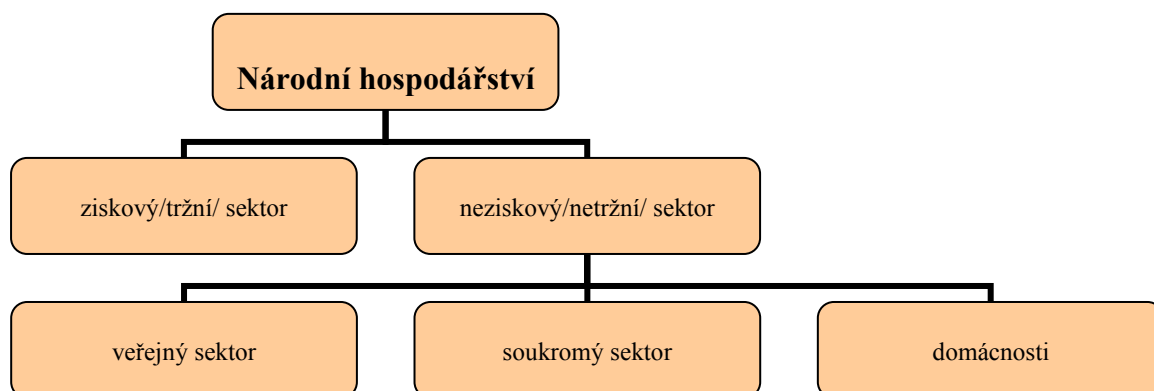 Národní hospodářství
ziskový/tržní/ sektor
neziskový/netržní/ sektor
veřejný sektor
soukromý sektor
domácnosti